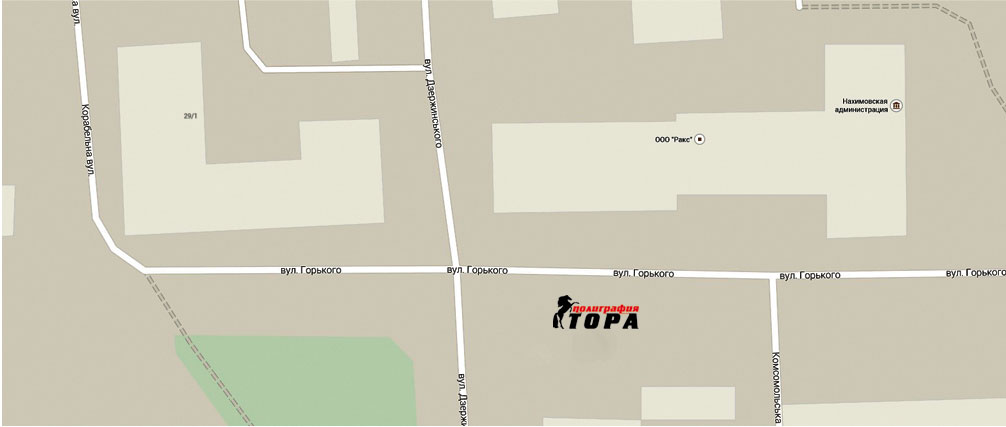 а вул.
Корабельна вул.
29/1
вул. Дзержинського
ООО "Ракс"
Нахимовская
администрация
вул. Горького
вул. Горького
вул. Горького
вул. Горького
вул. Горького
полиграфия
ТОРА
вул. Дзержи
Комсомольська